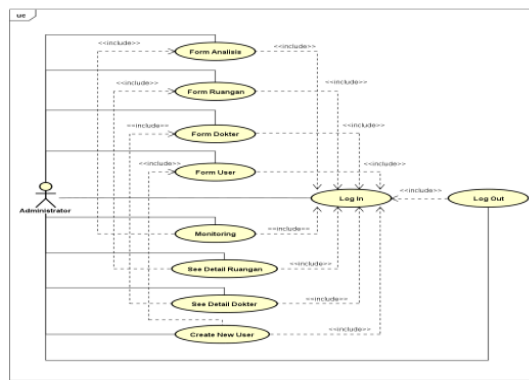 uc
Form Analisis
<<include>>
<<include>>
Form Ruangan
<<include>>
<<include>>
Form Dokter
<<include>>
<<include>>
Form User
<<include>>
<<include>>
Administrator
Log In
<<include>>
Log Out
Monitoring
<<include>>
See Detail Ruangan
<<include>>
See Detail Dokter
<<include>>
Create New User
<<include>>